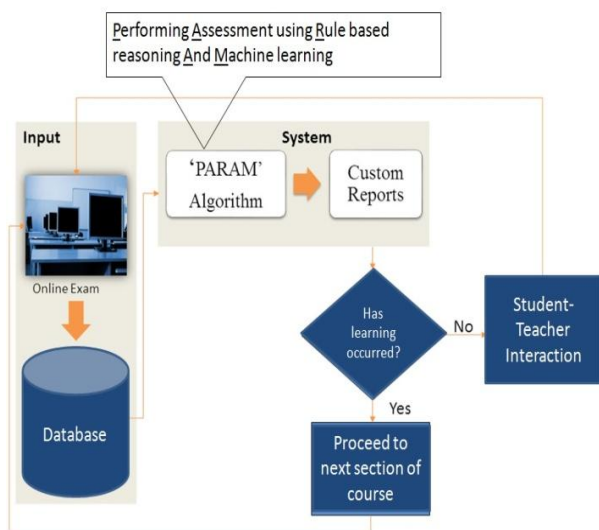 Performing Assessment using Rule based
reasoning And Machine learning
Input
System
‘PARAM’
Algorithm
Custom
Reports
Online Exam
Has
learning
occurred?
No
Student-
Teacher
Interaction
Yes
Database
Proceed to
next section of
course